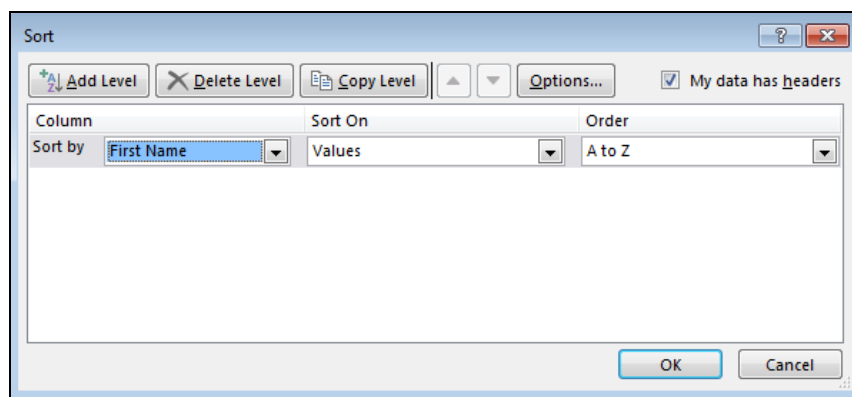 Sort
Add Level Delete Level Copy Level Options... My data has headers
Column Sort On Order
Sort by First Name Values A to Z
OK Cancel